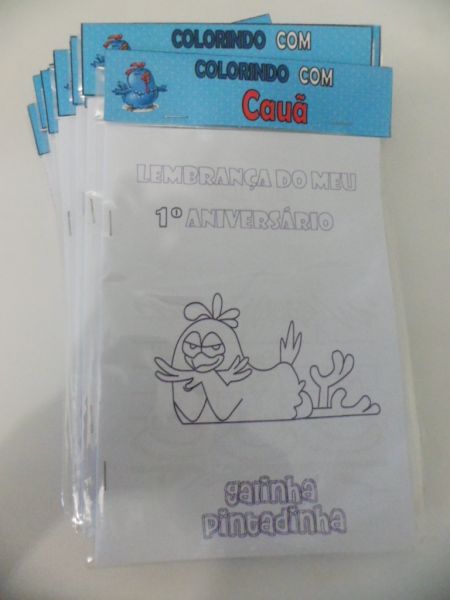 COLORINDO COM
COLORINDO COM
Cauã
LEMBRANÇA DO MEU
1º ANIVERSÁRIO
galinha
pintadinha